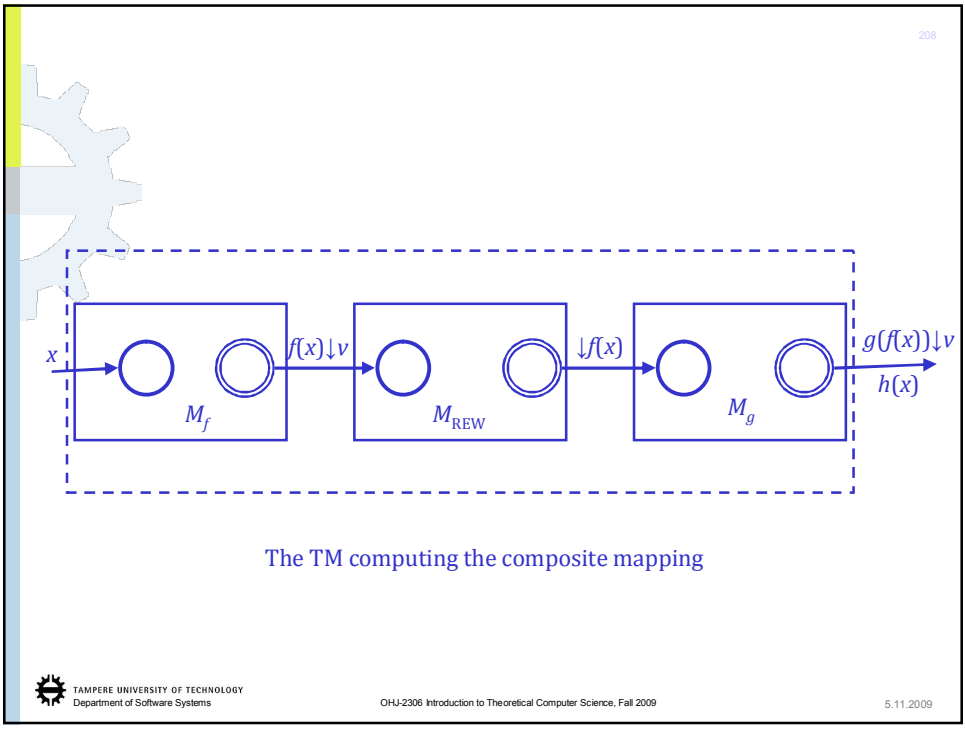 208
x
f(x)↓v
↓f(x)
g(f(x))↓v
h(x)
M_f
M_REW
M_g
The TM computing the composite mapping
TAMPERE UNIVERSITY OF TECHNOLOGY
Department of Software Systems
OHJ-2306 Introduction to Theoretical Computer Science, Fall 2009
5.11.2009